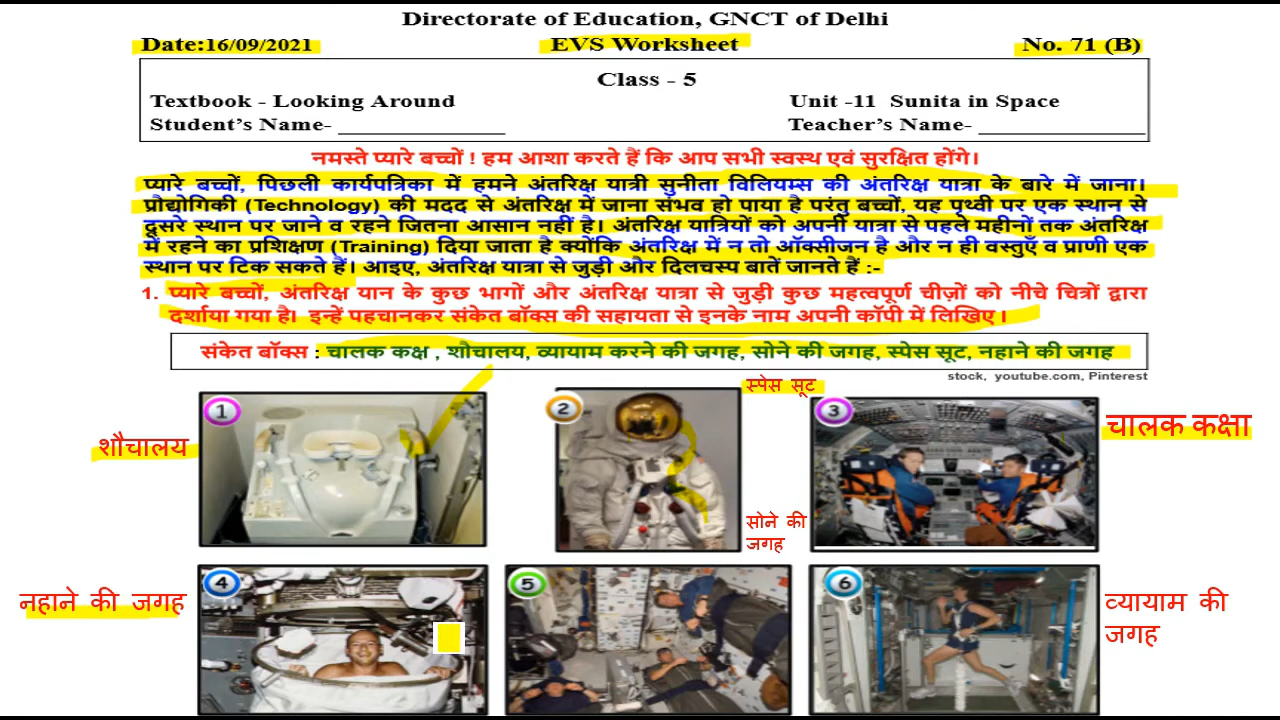 Directorate of Education, GNCT of Delhi
Date:16/09/2021 EVS Worksheet No. 71 (B)
Class - 5
Textbook - Looking Around Unit -11 Sunita in Space
Student's Name- ______________ Teacher's Name- ______________
नमस्ते प्यारे बच्चों ! हम आशा करते हैं कि आप सभी स्वस्थ एवं सुरक्षित होंगे।
प्यारे बच्चों, पिछली कार्यपत्रिका में हमने अंतरिक्ष यात्री सुनीता विलियम्स की अंतरिक्ष यात्रा के बारे में जाना।
प्रौद्योगिकी (Technology) की मदद से अंतरिक्ष में जाना संभव हो पाया है परंतु बच्चों, यह पृथ्वी पर एक स्थान से
दूसरे स्थान पर जाने व रहने जितना आसान नहीं है। अंतरिक्ष यात्रियों को अपनी यात्रा से पहले महीनों तक अंतरिक्ष
में रहने का प्रशिक्षण (Training) दिया जाता है क्योंकि अंतरिक्ष में न तो ऑक्सीजन है और न ही वस्तुएँ व प्राणी एक
स्थान पर टिक सकते हैं। आइए, अंतरिक्ष यात्रा से जुड़ी और दिलचस्प बातें जानते हैं :-
1. प्यारे बच्चों, अंतरिक्ष यान के कुछ भागों और अंतरिक्ष यात्रा से जुड़ी कुछ महत्वपूर्ण चीज़ों को नीचे चित्रों द्वारा
दर्शाया गया है। इन्हें पहचानकर संकेत बॉक्स की सहायता से इनके नाम अपनी कॉपी में लिखिए।
संकेत बॉक्स : चालक कक्ष , शौचालय, व्यायाम करने की जगह, सोने की जगह, स्पेस सूट, नहाने की जगह
stock, youtube.com, Pinterest
1
शौचालय
2
स्पेस सूट
3
चालक कक्षा
4
नहाने की जगह
5
सोने की
जगह
6
व्यायाम की
जगह